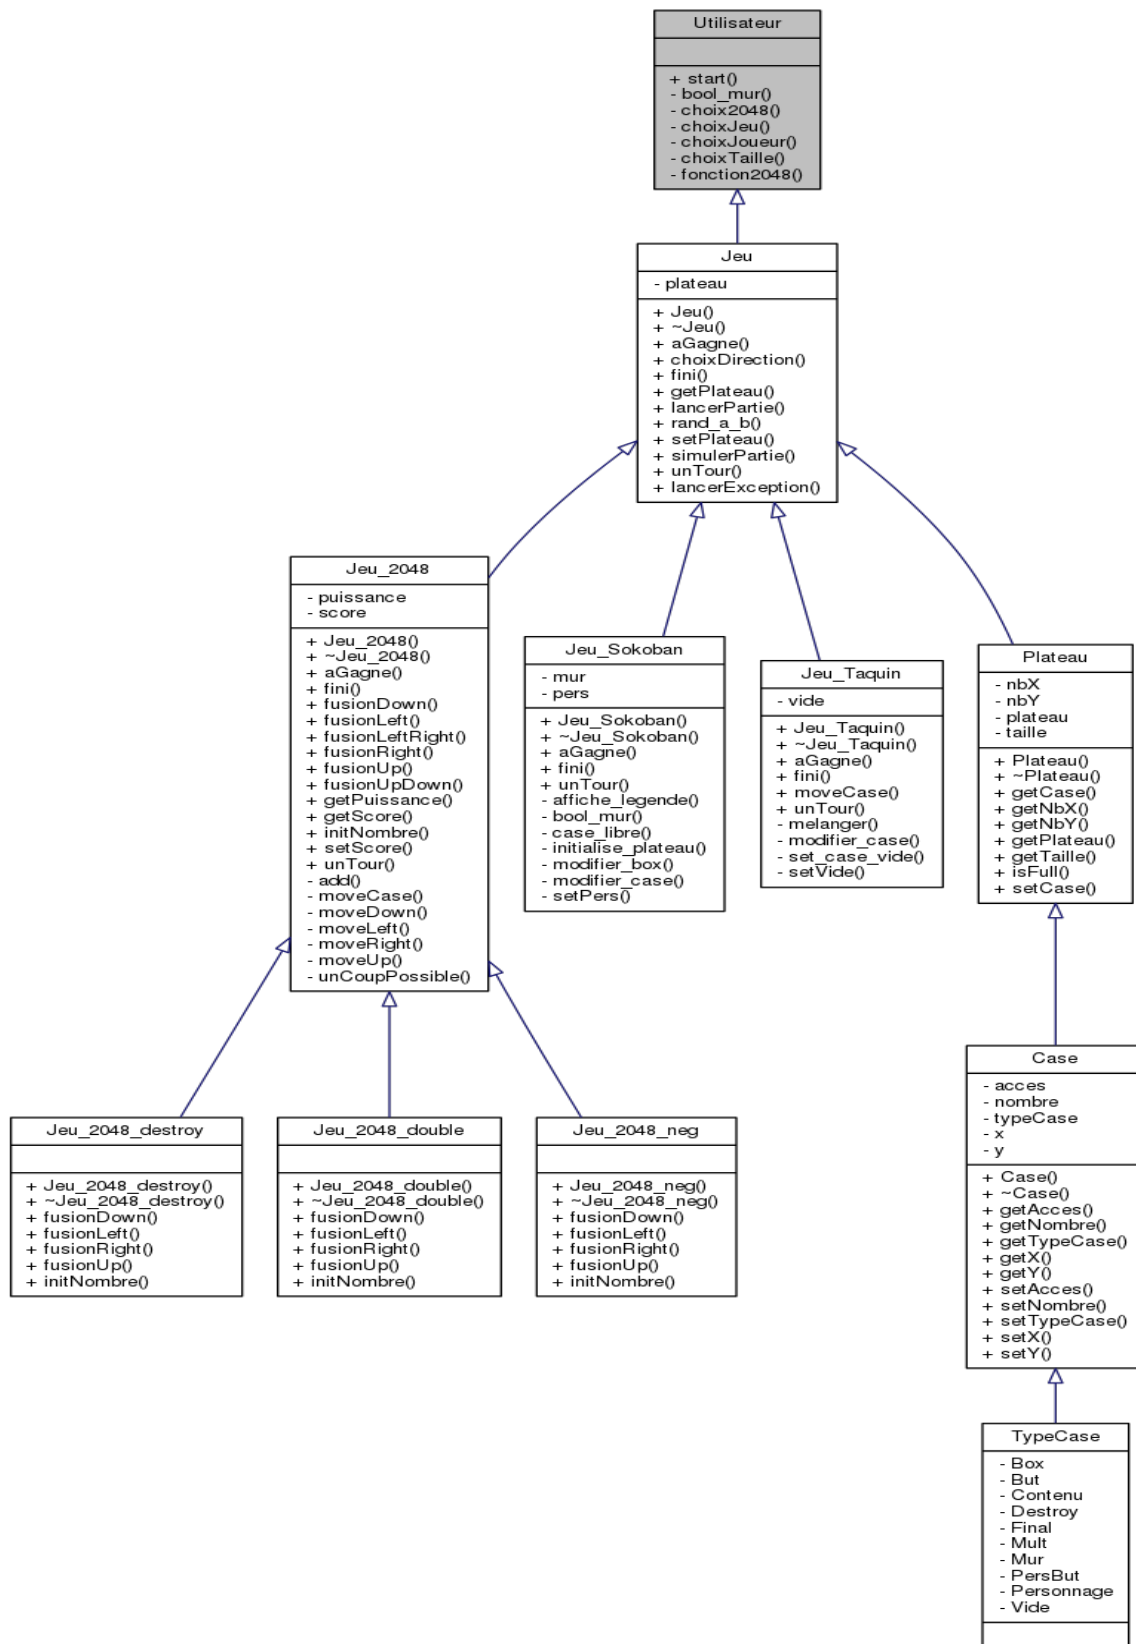 Utilisateur
+ start()
- bool_mur()
- choix2048()
- choixJeu()
- choixJoueur()
- choixTaille()
- fonction2048()
Jeu
- plateau
+ Jeu()
+ ~Jeu()
+ aGagne()
+ choixDirection()
+ fini()
+ getPlateau()
+ lancerPartie()
+ rand_a_b()
+ setPlateau()
+ simulerPartie()
+ unTour()
+ lancerException()
Jeu_2048
- puissance
- score
+ Jeu_2048()
+ ~Jeu_2048()
+ aGagne()
+ fini()
+ fusionDown()
+ fusionLeft()
+ fusionLeftRight()
+ fusionRight()
+ fusionUp()
+ fusionUpDown()
+ getPuissance()
+ getScore()
+ initNombre()
+ setScore()
+ unTour()
- add()
- moveCase()
- moveDown()
- moveLeft()
- moveRight()
- moveUp()
- unCoupPossible()
Jeu_Sokoban
- mur
- pers
+ Jeu_Sokoban()
+ ~Jeu_Sokoban()
+ aGagne()
+ fini()
+ unTour()
- affiche_legende()
- bool_mur()
- case_libre()
- initialise_plateau()
- modifier_box()
- modifier_case()
- setPers()
Jeu_Taquin
- vide
+ Jeu_Taquin()
+ ~Jeu_Taquin()
+ aGagne()
+ fini()
+ moveCase()
+ unTour()
- melanger()
- modifier_case()
- set_case_vide()
- setVide()
Plateau
- nbX
- nbY
- plateau
- taille
+ Plateau()
+ ~Plateau()
+ getCase()
+ getNbX()
+ getNbY()
+ getPlateau()
+ getTaille()
+ isFull()
+ setCase()
Jeu_2048_destroy
+ Jeu_2048_destroy()
+ ~Jeu_2048_destroy()
+ fusionDown()
+ fusionLeft()
+ fusionRight()
+ fusionUp()
+ initNombre()
Jeu_2048_double
+ Jeu_2048_double()
+ ~Jeu_2048_double()
+ fusionDown()
+ fusionLeft()
+ fusionRight()
+ fusionUp()
+ initNombre()
Jeu_2048_neg
+ Jeu_2048_neg()
+ ~Jeu_2048_neg()
+ fusionDown()
+ fusionLeft()
+ fusionRight()
+ fusionUp()
+ initNombre()
Case
- acces
- nombre
- typeCase
- x
- y
+ Case()
+ ~Case()
+ getAcces()
+ getNombre()
+ getTypeCase()
+ getX()
+ getY()
+ setAcces()
+ setNombre()
+ setTypeCase()
+ setX()
+ setY()
TypeCase
- Box
- But
- Contenu
- Destroy
- Final
- Mult
- Mur
- PersBut
- Personnage
- Vide